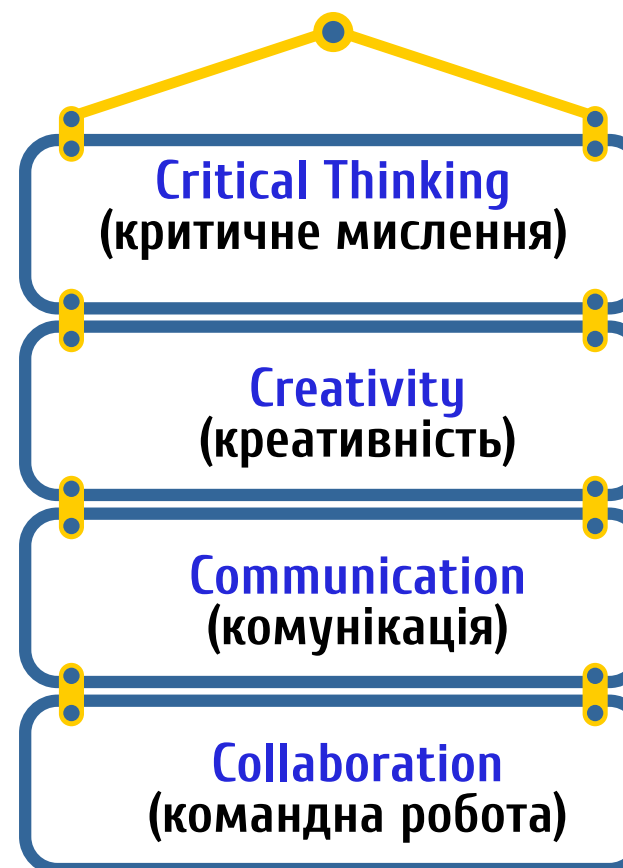 Critical Thinking
(критичне мислення)
Creativity
(креативність)
Communication
(комунікація)
Collaboration
(командна робота)